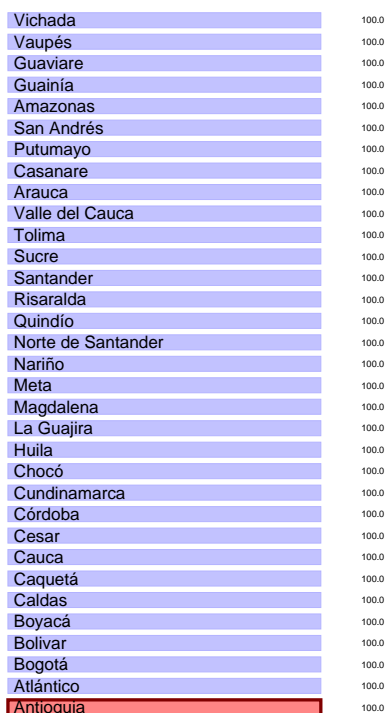 Vichada 100.0
Vaupés 100.0
Guaviare 100.0
Guainía 100.0
Amazonas 100.0
San Andrés 100.0
Putumayo 100.0
Casanare 100.0
Arauca 100.0
Valle del Cauca 100.0
Tolima 100.0
Sucre 100.0
Santander 100.0
Risaralda 100.0
Quindío 100.0
Norte de Santander 100.0
Nariño 100.0
Meta 100.0
Magdalena 100.0
La Guajira 100.0
Huila 100.0
Chocó 100.0
Cundinamarca 100.0
Córdoba 100.0
Cesar 100.0
Cauca 100.0
Caquetá 100.0
Caldas 100.0
Boyacá 100.0
Bolivar 100.0
Bogotá 100.0
Atlántico 100.0
Antioquia 100.0